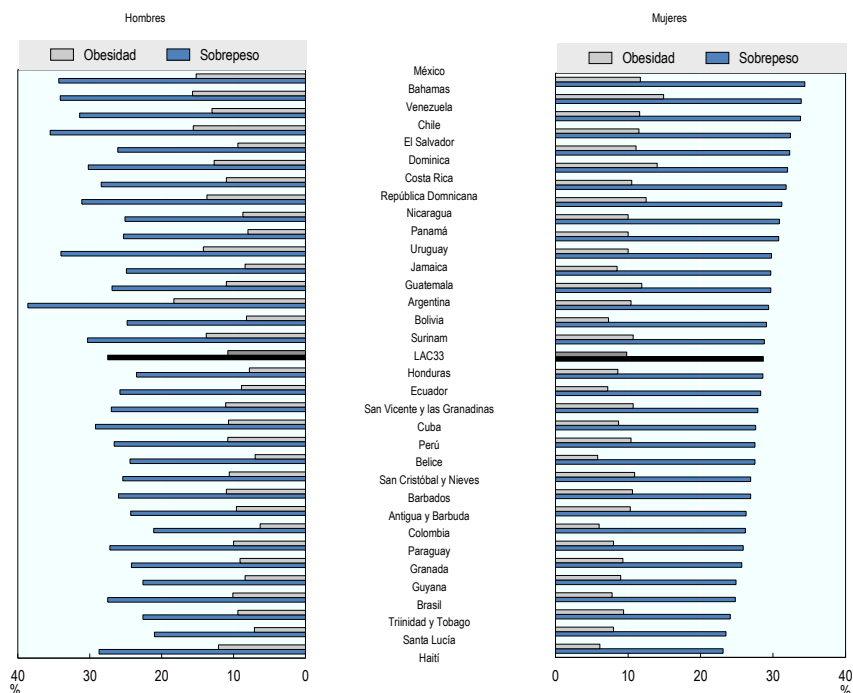 Hombres
Mujeres
Obesidad
Sobrepeso
Obesidad
Sobrepeso
México
Bahamas
Venezuela
Chile
El Salvador
Dominica
Costa Rica
República Domnicana
Nicaragua
Panamá
Uruguay
Jamaica
Guatemala
Argentina
Bolivia
Surinam
LAC33
Honduras
Ecuador
San Vicente y las Granadinas
Cuba
Perú
Belice
San Cristóbal y Nieves
Barbados
Antigua y Barbuda
Colombia
Paraguay
Granada
Guyana
Brasil
Triinidad y Tobago
Santa Lucía
Haití
40 30 20 10 0
%
0 10 20 30 40
%